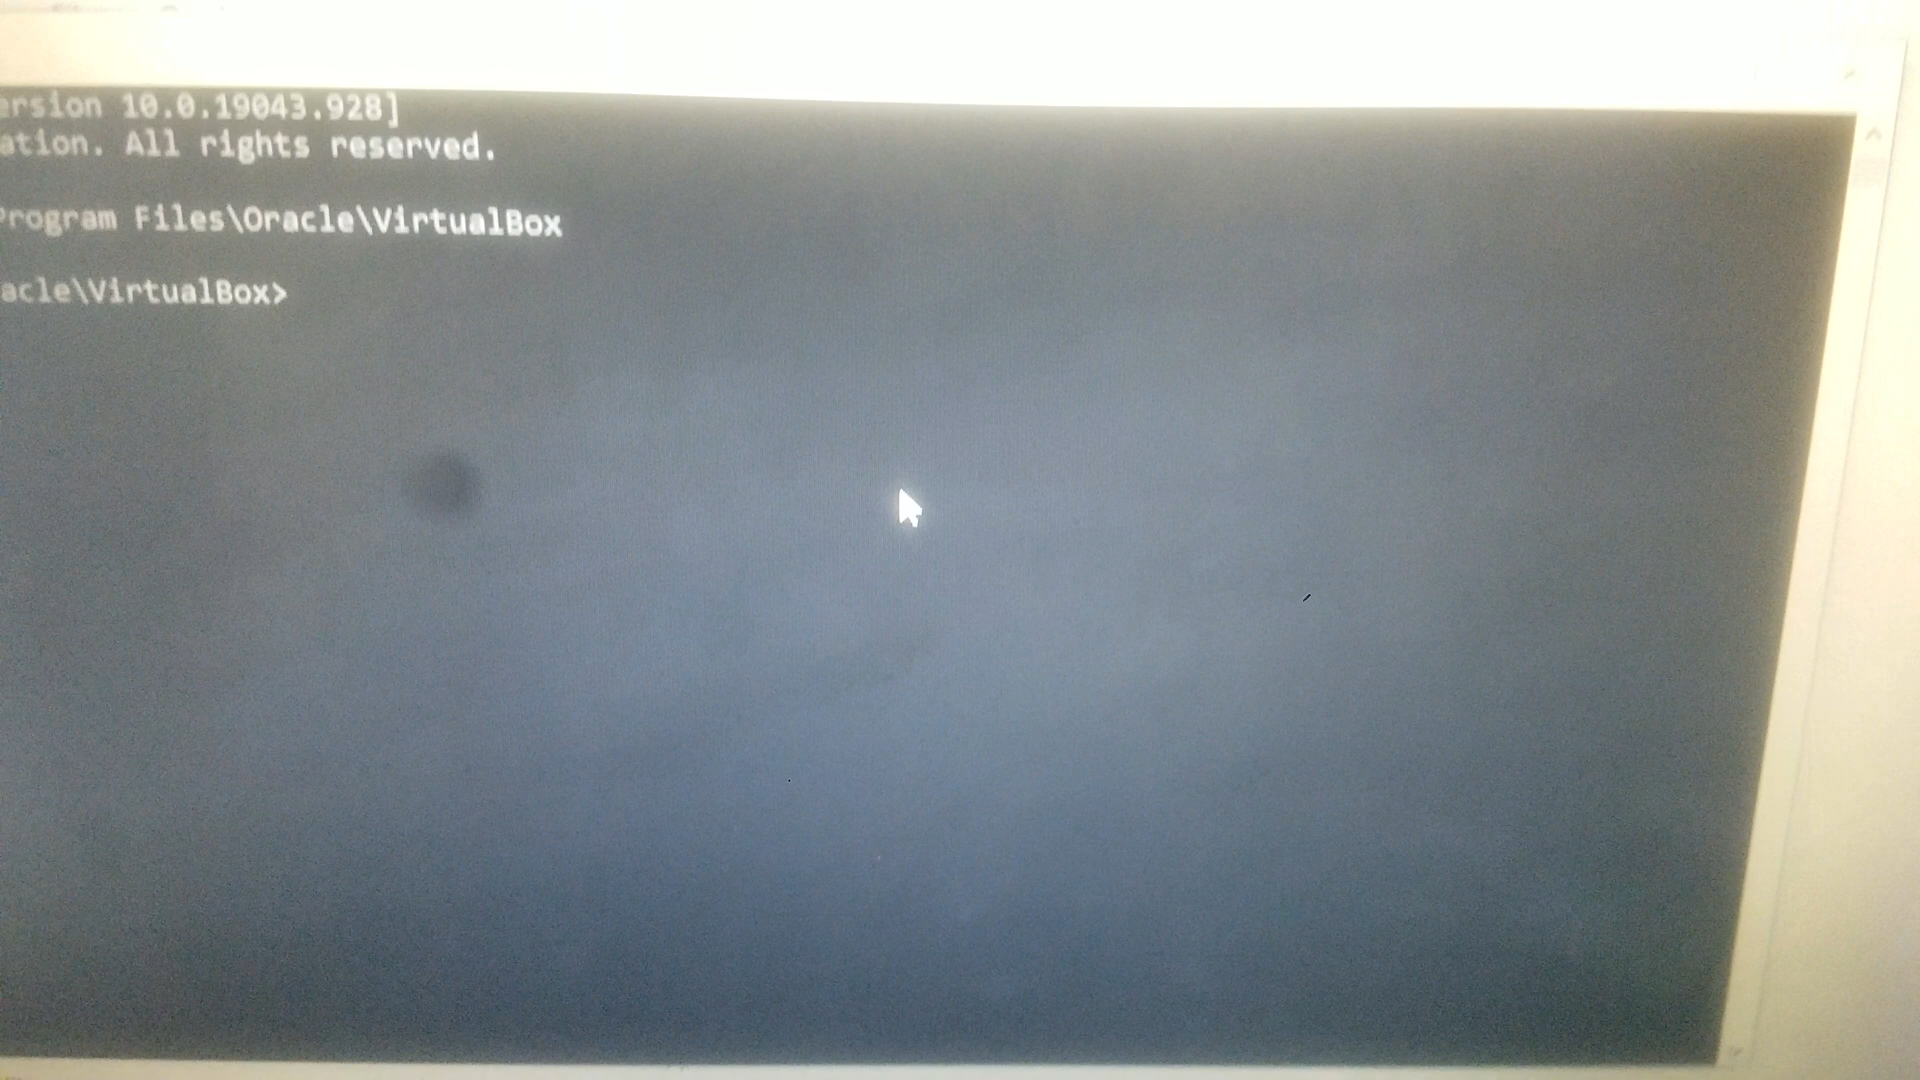 ersion 10.0.19043.928]
ation. All rights reserved.
Program Files\Oracle\VirtualBox
acle\VirtualBox>